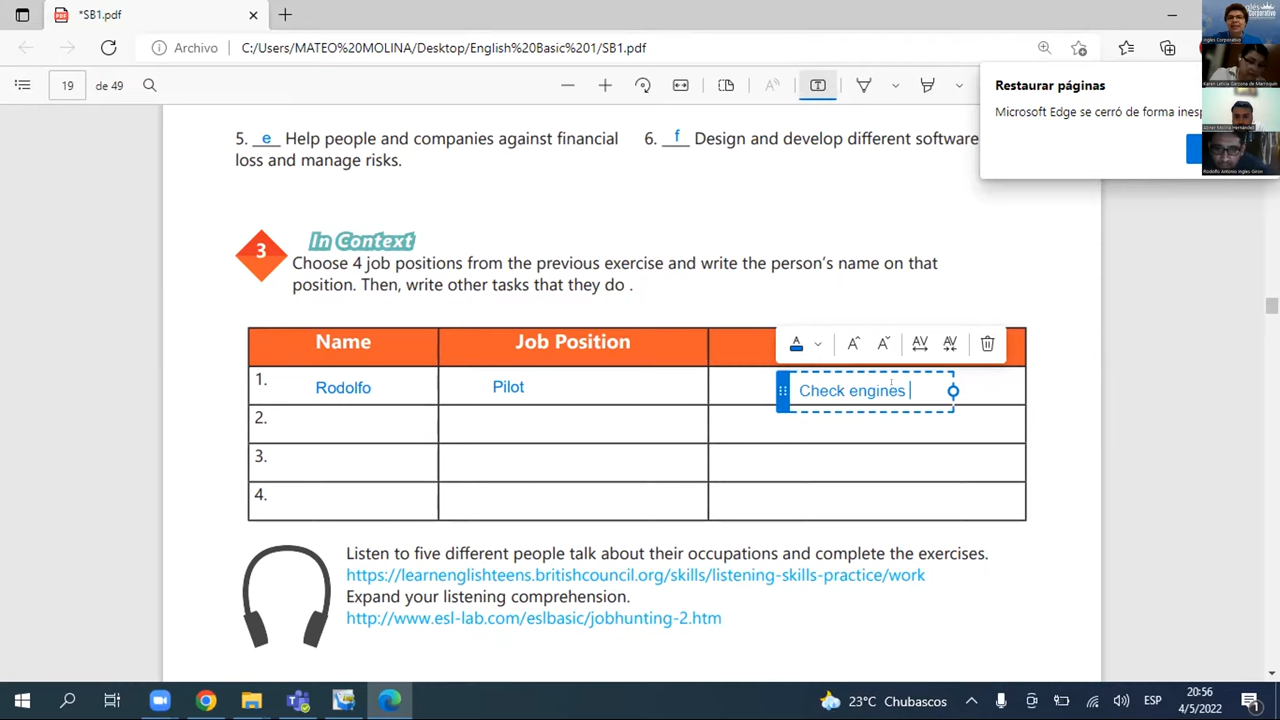 *SB1.pdf
Archivo
C:/Users/MATEO%20MOLINA/Desktop/English%20Basic%201/SB1.pdf
19
de 49
Restaurar páginas
Microsoft Edge se cerró de forma inesp
Inglés Corporativo
5. e Help people and companies against financial
loss and manage risks.
6. f Design and develop different software
3
In Context
Choose 4 job positions from the previous exercise and write the person's name on that
position. Then, write other tasks that they do .
Name
Job Position
1.
Rodolfo
Pilot
Check engines
2.
3.
4.
Listen to five different people talk about their occupations and complete the exercises.
https://learnenglishteens.britishcouncil.org/skills/listening-skills-practice/work
Expand your listening comprehension.
http://www.esl-lab.com/eslbasic/jobhunting-2.htm
23°C Chubascos
ESP
20:56
4/5/2022